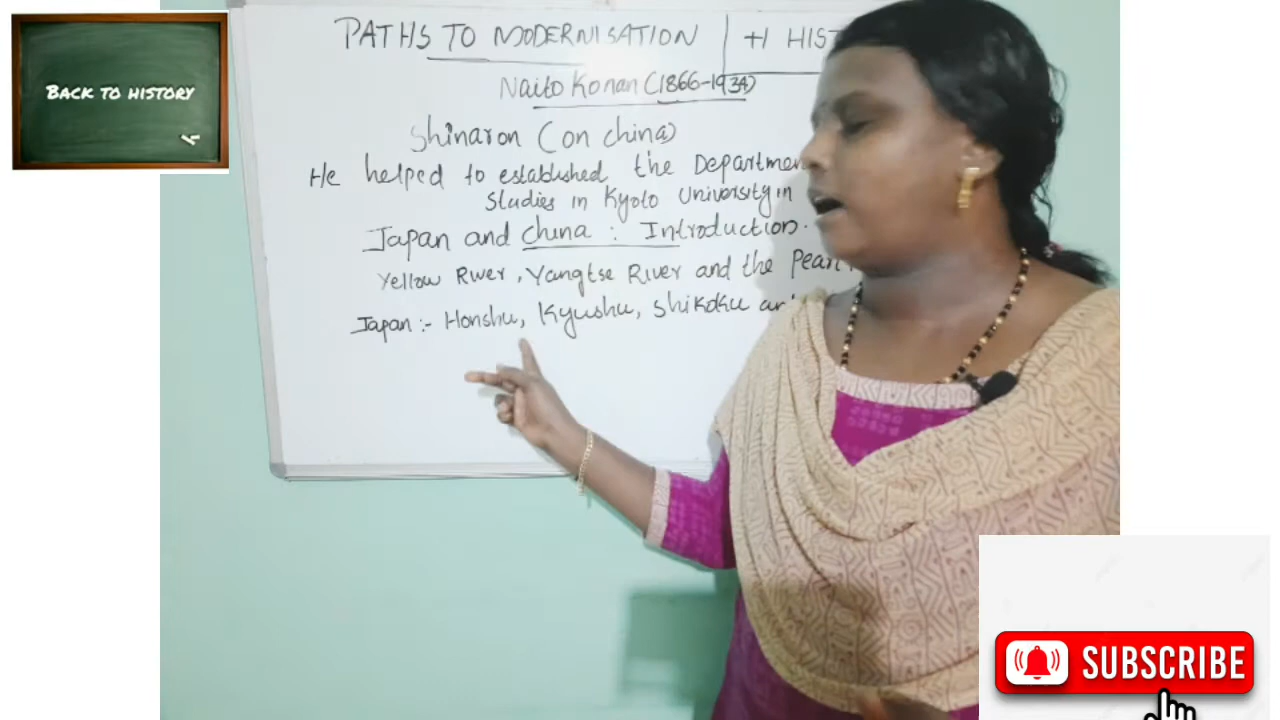 BACK TO HISTORY
PATHS TO MODERNISATION | +1 HIST
Naito Konan (1866-1934)
Shinaron (on china)
He helped to established the Departmen
Studies in Kyoto University in
Japan and china : Introduction.
Yellow River, Yangtse River and the Pearl
Japan :- Honshu, Kyushu, Shikoku an
SUBSCRIBE